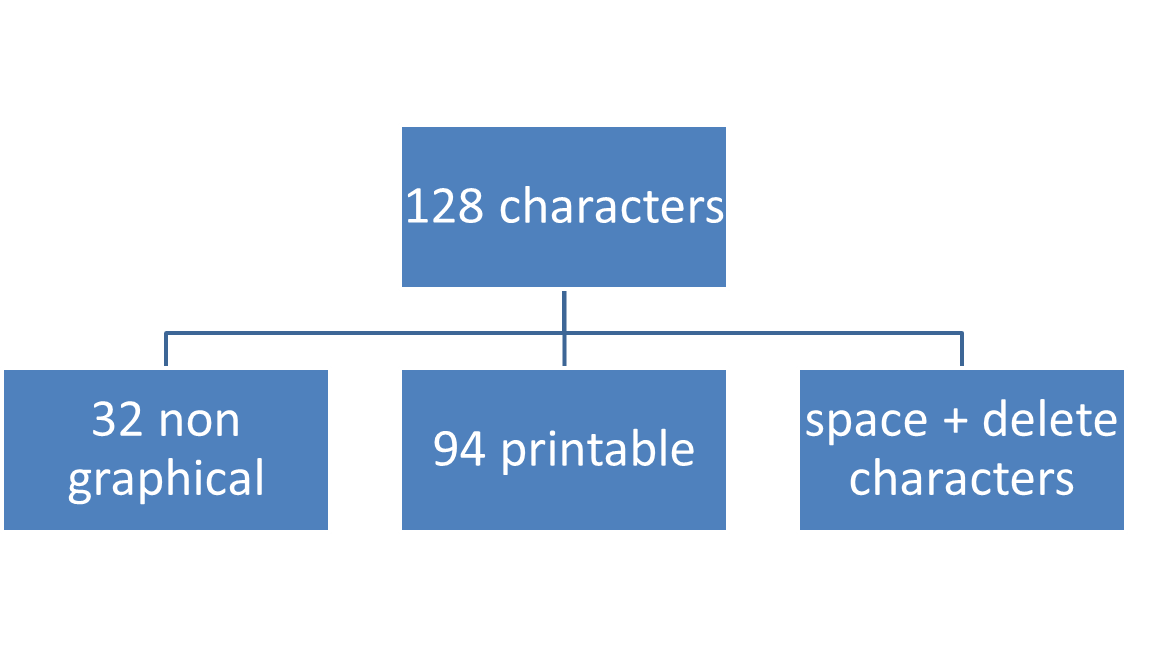 128 characters
32 non
graphical
94 printable
space + delete
characters